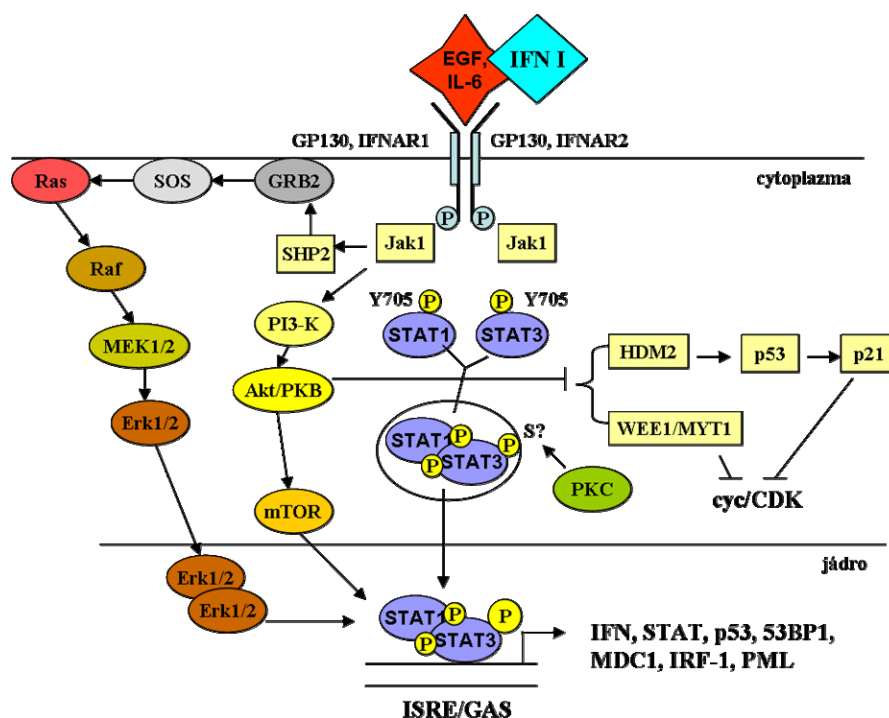 EGF,
IL-6
IFN I
GP130, IFNAR1
GP130, IFNAR2
cytoplazma
Ras
SOS
GRB2
P
P
SHP2
Jak1
Jak1
Raf
Y705
P
P
Y705
PI3-K
STAT1
STAT3
MEK1/2
HDM2
p53
p21
Akt/PKB
Erk1/2
STAT1
P
P
S?
P
STAT3
WEE1/MYT1
PKC
cyc/CDK
mTOR
jádro
Erk1/2
Erk1/2
STAT1
P
P
P
STAT3
IFN, STAT, p53, 53BP1,
MDC1, IRF-1, PML
ISRE/GAS